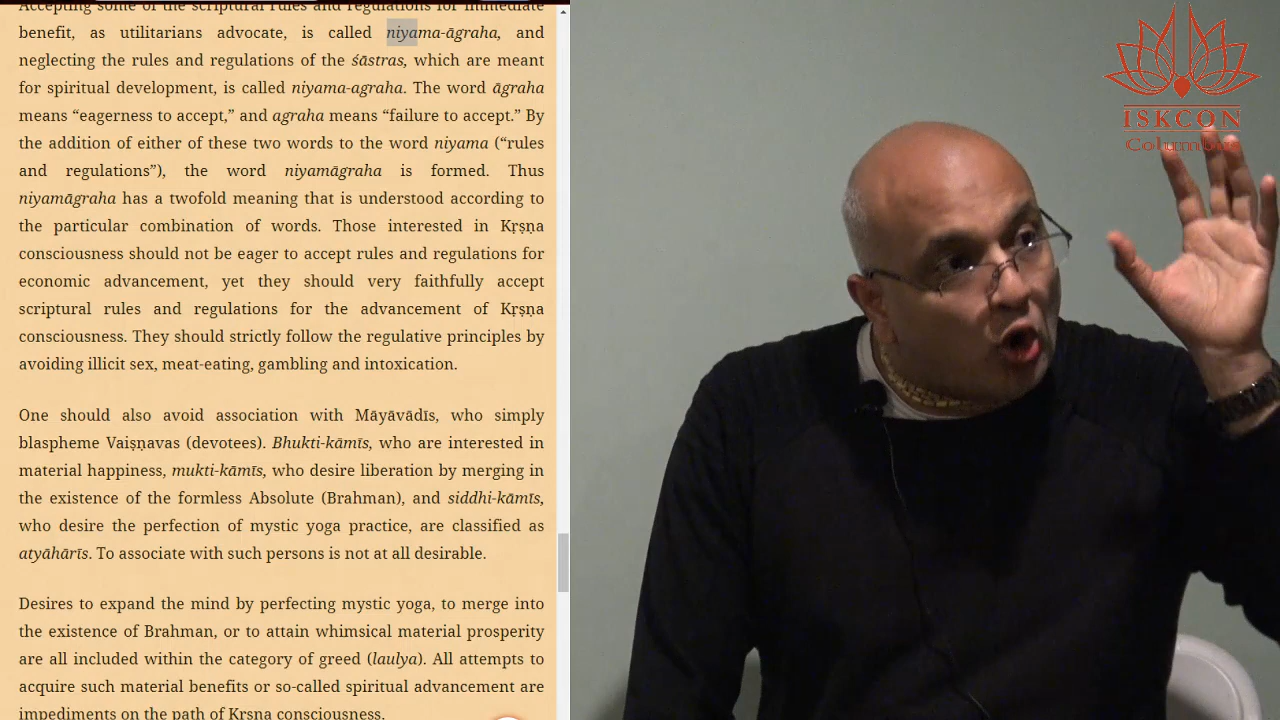 Accepting some of the scriptural rules and regulations for immediate
benefit, as utilitarians advocate, is called niyama-āgraha, and
neglecting the rules and regulations of the śāstras, which are meant
for spiritual development, is called niyama-agraha. The word āgraha
means “eagerness to accept,” and agraha means “failure to accept.” By
the addition of either of these two words to the word niyama (“rules
and regulations”), the word niyamāgraha is formed. Thus
niyamāgraha has a twofold meaning that is understood according to
the particular combination of words. Those interested in Kṛṣṇa
consciousness should not be eager to accept rules and regulations for
economic advancement, yet they should very faithfully accept
scriptural rules and regulations for the advancement of Kṛṣṇa
consciousness. They should strictly follow the regulative principles by
avoiding illicit sex, meat-eating, gambling and intoxication.
One should also avoid association with Māyāvādīs, who simply
blaspheme Vaiṣṇavas (devotees). Bhukti-kāmīs, who are interested in
material happiness, mukti-kāmīs, who desire liberation by merging in
the existence of the formless Absolute (Brahman), and siddhi-kāmīs,
who desire the perfection of mystic yoga practice, are classified as
atyāhārīs. To associate with such persons is not at all desirable.
Desires to expand the mind by perfecting mystic yoga, to merge into
the existence of Brahman, or to attain whimsical material prosperity
are all included within the category of greed (laulya). All attempts to
acquire such material benefits or so-called spiritual advancement are
impediments on the path of Kṛṣṇa consciousness.
ISKCON
Columbus